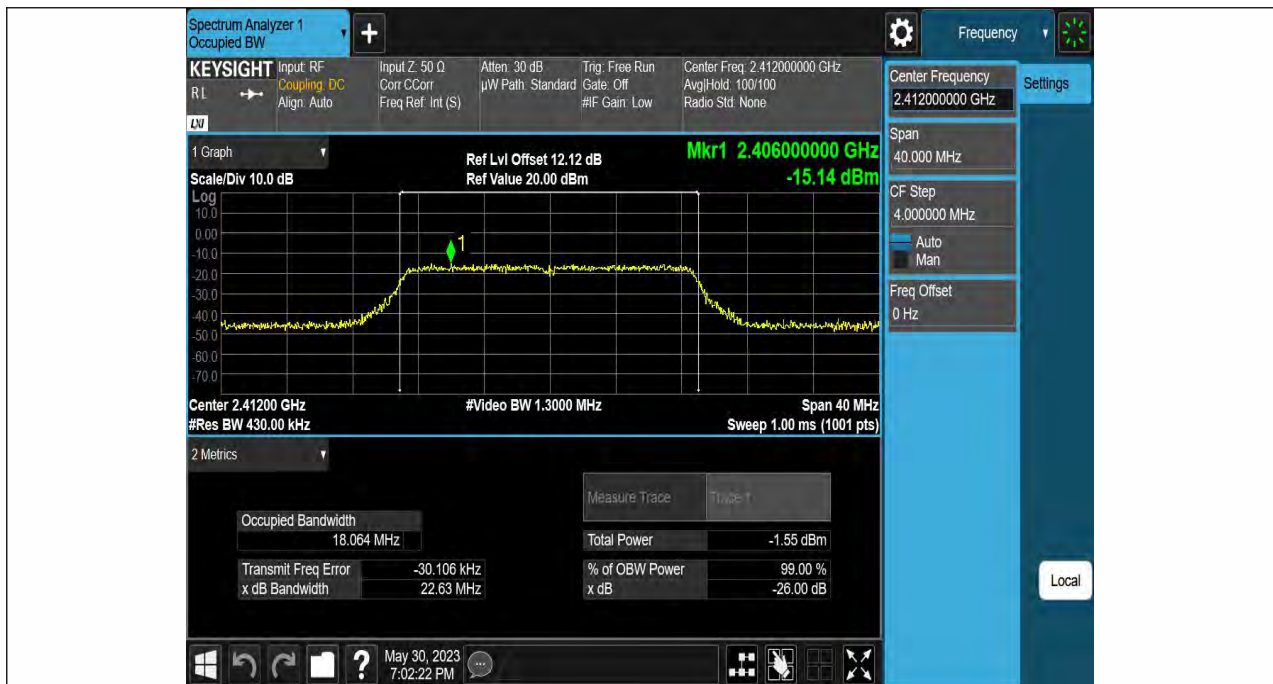 Spectrum Analyzer 1
Occupied BW
+
Frequency
KEYSIGHT
R L
LXI
Input: RF
Coupling: DC
Align: Auto
Input Z: 50 Ω
Corr CCorr
Freq Ref: Int (S)
Atten: 30 dB
µW Path: Standard
Trig: Free Run
Gate: Off
#IF Gain: Low
Center Freq: 2.412000000 GHz
Avg|Hold: 100/100
Radio Std: None
1 Graph
Scale/Div 10.0 dB
Ref Lvl Offset 12.12 dB
Ref Value 20.00 dBm
Mkr1 2.406000000 GHz
-15.14 dBm
Log
10.0
0.00
-10.0
-20.0
-30.0
-40.0
-50.0
-60.0
-70.0
1
Center 2.41200 GHz
#Video BW 1.3000 MHz
Span 40 MHz
#Res BW 430.00 kHz
Sweep 1.00 ms (1001 pts)
2 Metrics
Measure Trace
Trace 1
Occupied Bandwidth
18.064 MHz
Total Power -1.55 dBm
Transmit Freq Error -30.106 kHz
% of OBW Power 99.00 %
x dB Bandwidth 22.63 MHz
x dB -26.00 dB
Center Frequency
2.412000000 GHz
Settings
Span
40.000 MHz
CF Step
4.000000 MHz
Auto
Man
Freq Offset
0 Hz
Local
?
May 30, 2023
7:02:22 PM